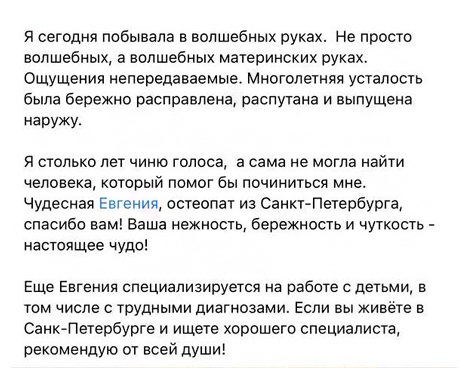 Я сегодня побывала в волшебных руках. Не просто
волшебных, а волшебных материнских руках.
Ощущения непередаваемые. Многолетняя усталость
была бережно расправлена, распутана и выпущена
наружу.
Я столько лет чиню голоса, а сама не могла найти
человека, который помог бы починиться мне.
Чудесная Евгения, остеопат из Санкт-Петербурга,
спасибо вам! Ваша нежность, бережность и чуткость -
настоящее чудо!
Еще Евгения специализируется на работе с детьми, в
том числе с трудными диагнозами. Если вы живёте в
Санк-Петербурге и ищете хорошего специалиста,
рекомендую от всей души!